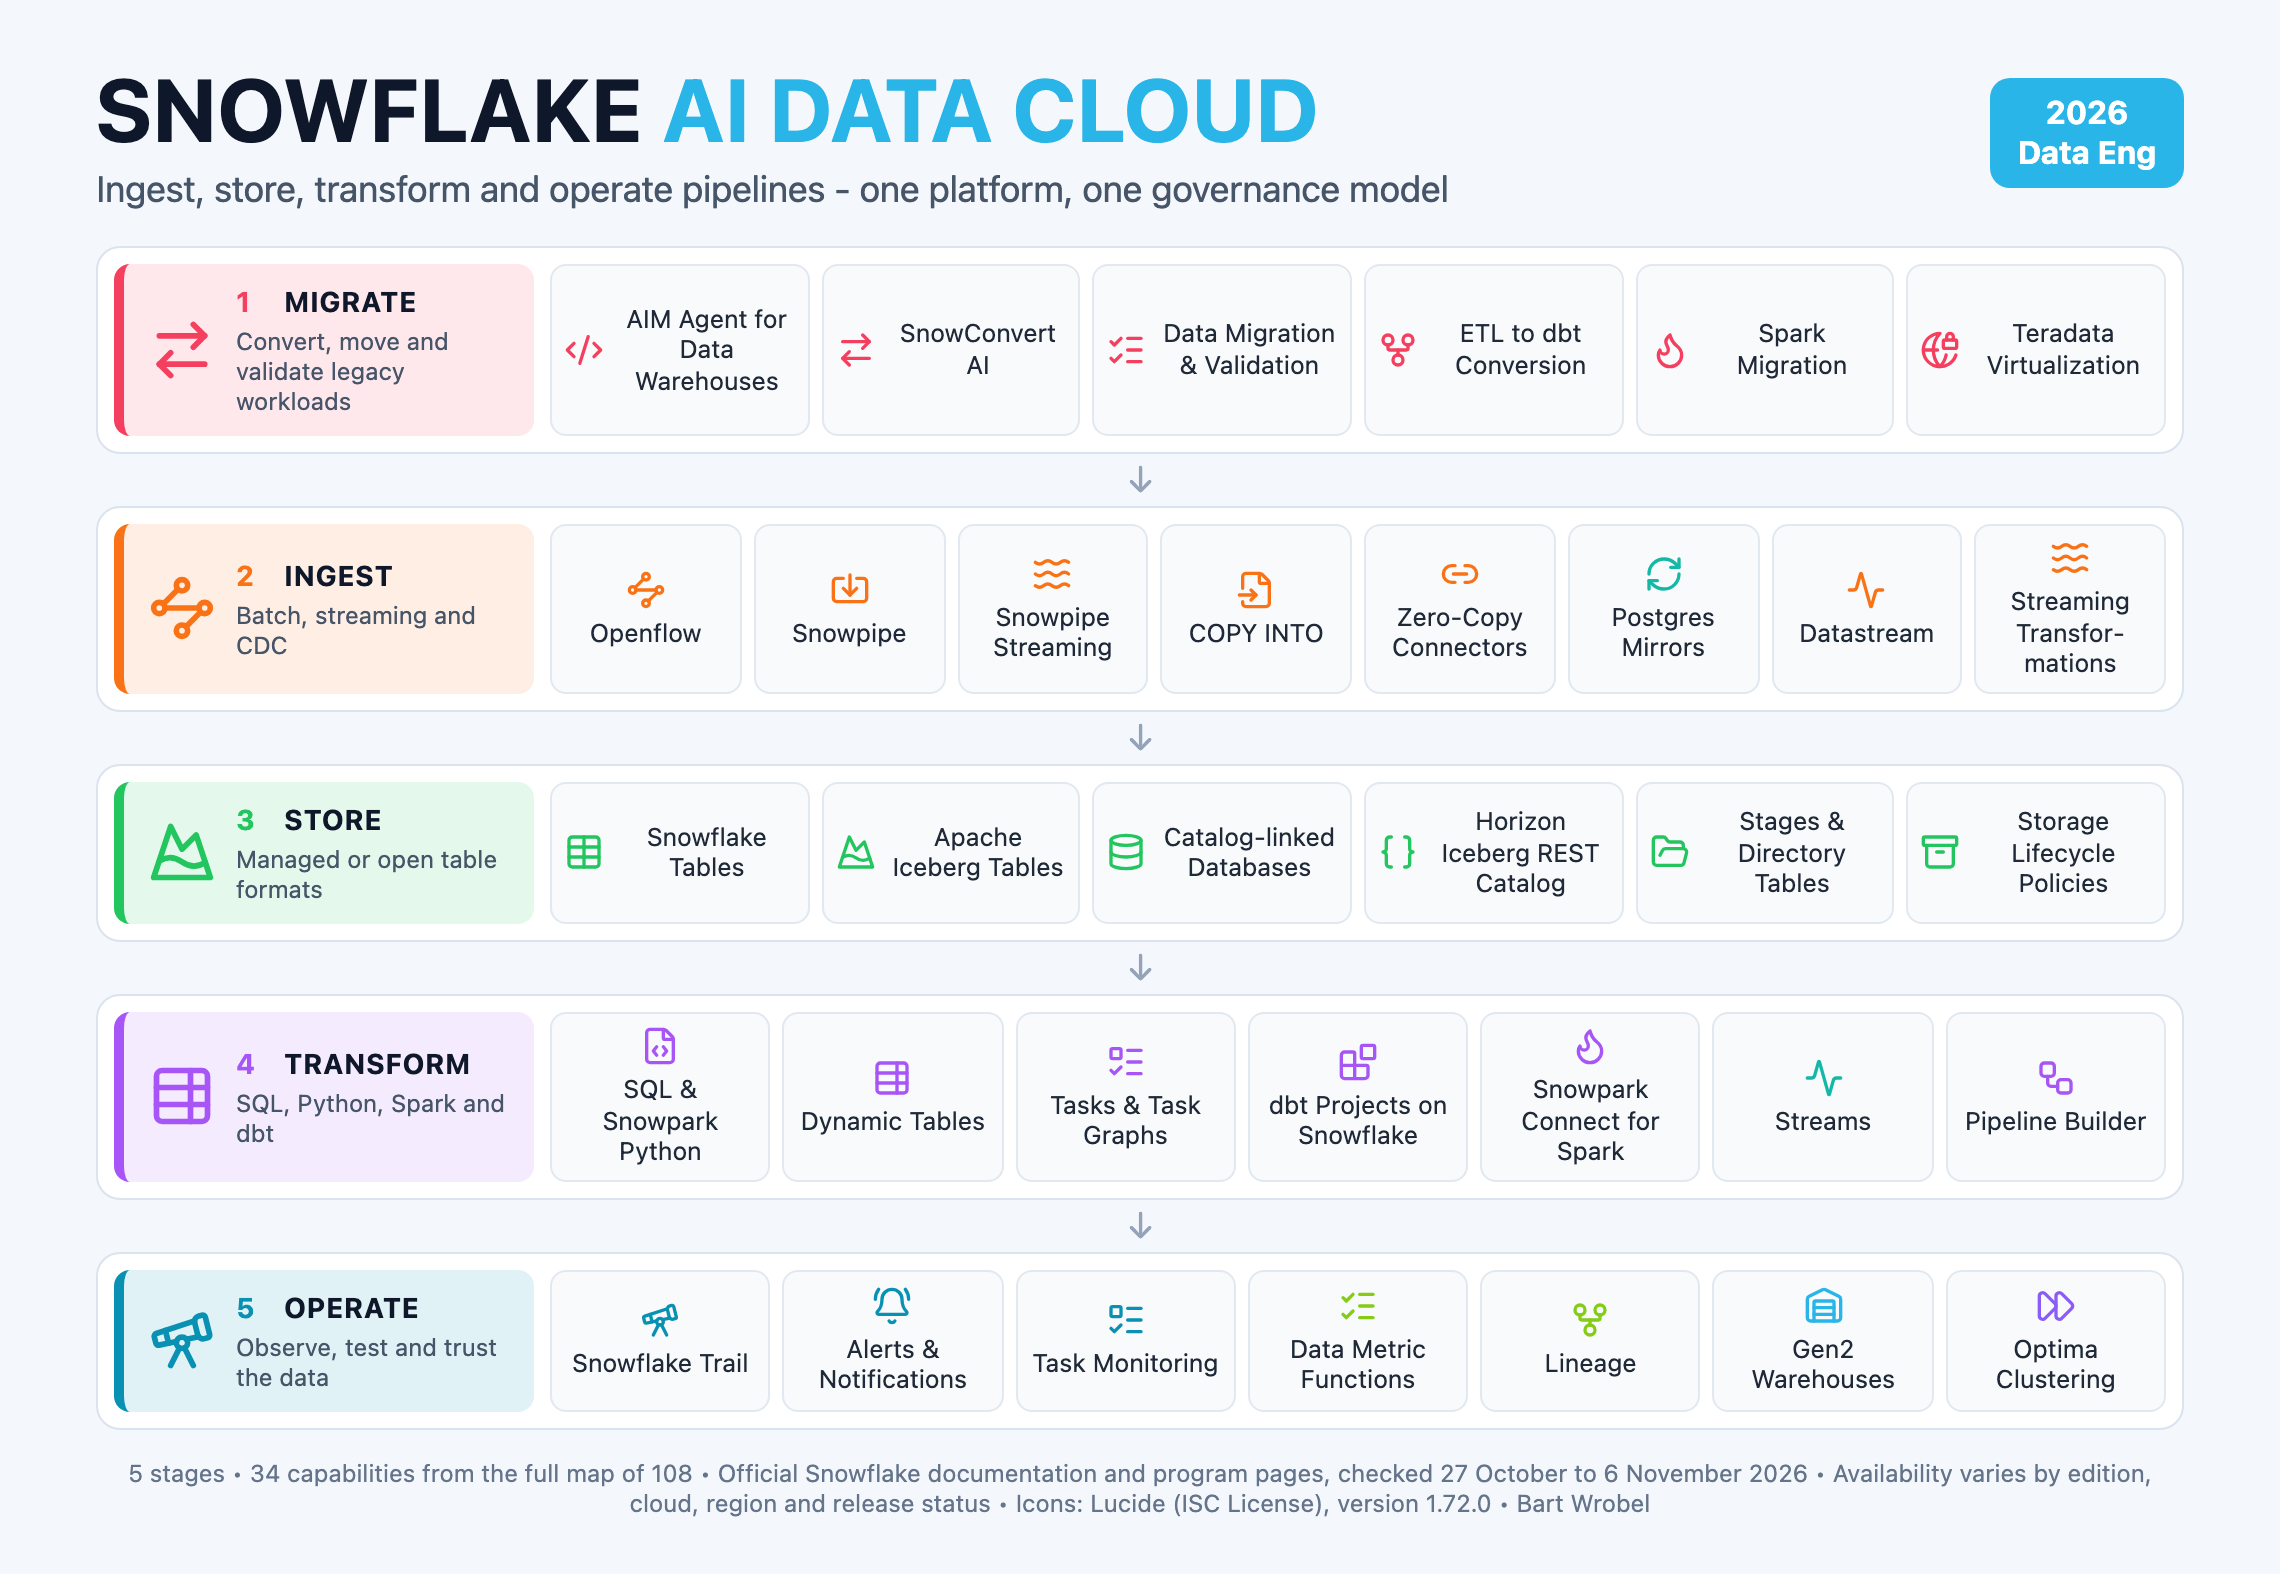 SNOWFLAKE AI DATA CLOUD
Ingest, store, transform and operate pipelines - one platform, one governance model
2026
Data Eng
1 MIGRATE
Convert, move and
validate legacy
workloads
AIM Agent for
Data
Warehouses
SnowConvert
AI
Data Migration
& Validation
ETL to dbt
Conversion
Spark
Migration
Teradata
Virtualization
2 INGEST
Batch, streaming and
CDC
Openflow
Snowpipe
Snowpipe
Streaming
COPY INTO
Zero-Copy
Connectors
Postgres
Mirrors
Datastream
Streaming
Transfor-
mations
3 STORE
Managed or open table
formats
Snowflake
Tables
Apache
Iceberg Tables
Catalog-linked
Databases
Horizon
Iceberg REST
Catalog
Stages &
Directory
Tables
Storage
Lifecycle
Policies
4 TRANSFORM
SQL, Python, Spark and
dbt
SQL &
Snowpark
Python
Dynamic Tables
Tasks & Task
Graphs
dbt Projects on
Snowflake
Snowpark
Connect for
Spark
Streams
Pipeline Builder
5 OPERATE
Observe, test and trust
the data
Snowflake Trail
Alerts &
Notifications
Task Monitoring
Data Metric
Functions
Lineage
Gen2
Warehouses
Optima
Clustering
5 stages • 34 capabilities from the full map of 108 • Official Snowflake documentation and program pages, checked 27 October to 6 November 2026 • Availability varies by edition,
cloud, region and release status • Icons: Lucide (ISC License), version 1.72.0 • Bart Wrobel